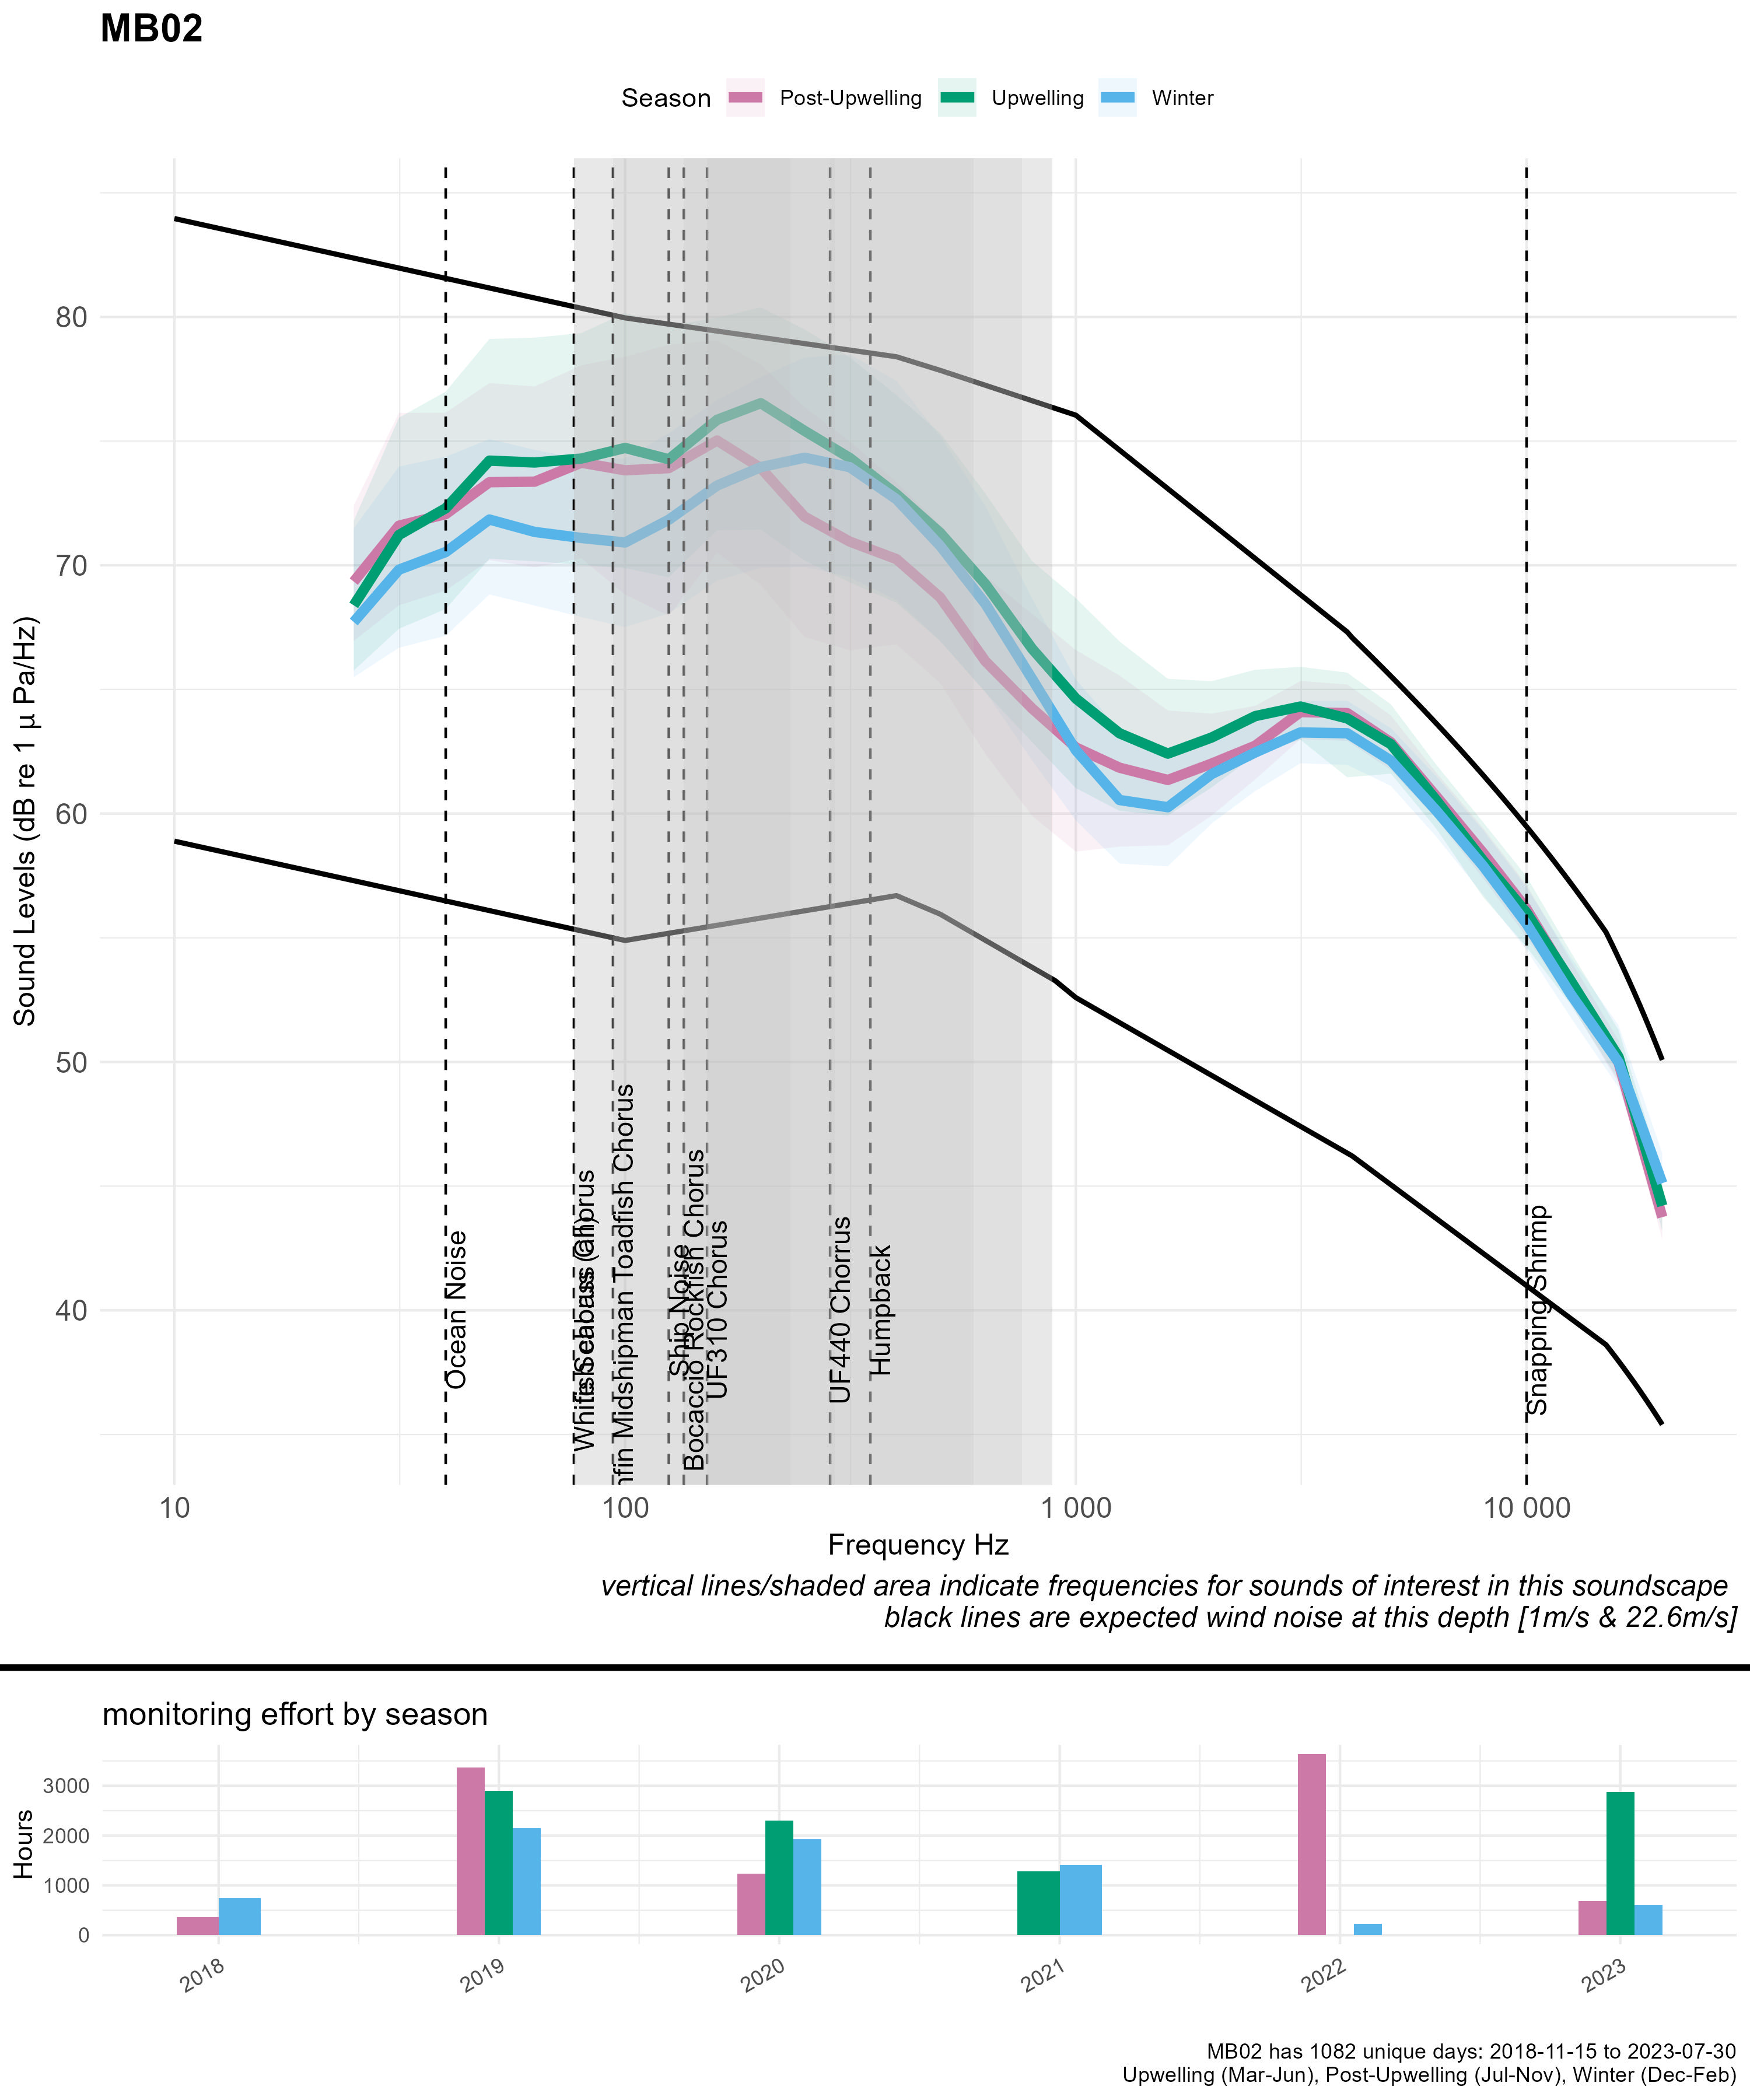 MB02
Season Post-Upwelling Upwelling Winter
Sound Levels (dB re 1 µ Pa/Hz)
80
70
60
50
40
Ocean Noise
nfin Midshipman Toadfish Chorus
Ship Noise
Bocaccio Rockfish Chorus
UF310 Chorus
UF440 Chorrus
Humpback
Snapping Shrimp
10 100 1 000 10 000
Frequency Hz
vertical lines/shaded area indicate frequencies for sounds of interest in this soundscape
black lines are expected wind noise at this depth [1m/s & 22.6m/s]
monitoring effort by season
Hours
3000
2000
1000
0
2018 2019 2020 2021 2022 2023
MB02 has 1082 unique days: 2018-11-15 to 2023-07-30
Upwelling (Mar-Jun), Post-Upwelling (Jul-Nov), Winter (Dec-Feb)